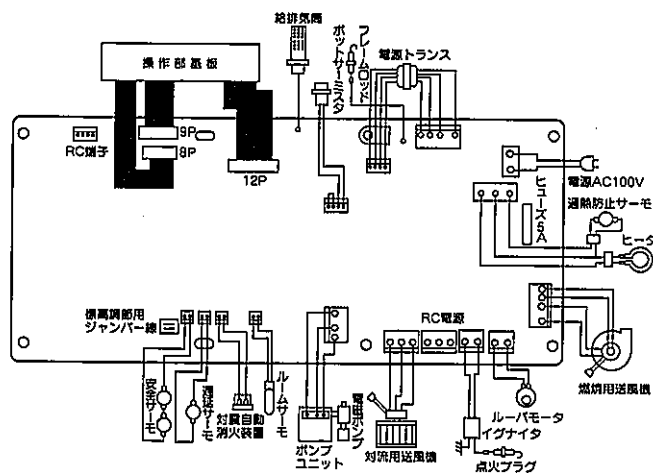 給排気筒
操作部基板
ポットサーミスタ
フレームロッド
電源トランス
RC端子
9P
8P
12P
ヒューズ5A
電源AC100V
過熱防止サーモ
ヒータ
標高調節用
ジャンパー線
RC電源
安全サーモ
対震自動
消火装置
ルームサーモ
ポンプ
ユニット
電磁ポンプ
対流用送風機
ルーバモータ
イグナイタ
点火プラグ
燃焼用送風機